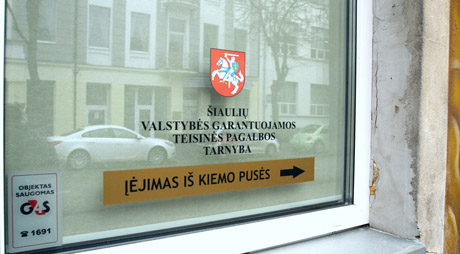 ŠIAULIŲ
VALSTYBĖS GARANTUOJAMOS
TEISINĖS PAGALBOS
TARNYBA
ĮĖJIMAS IŠ KIEMO PUSĖS
OBJEKTAS
SAUGOMAS
G4S
☎ 1691